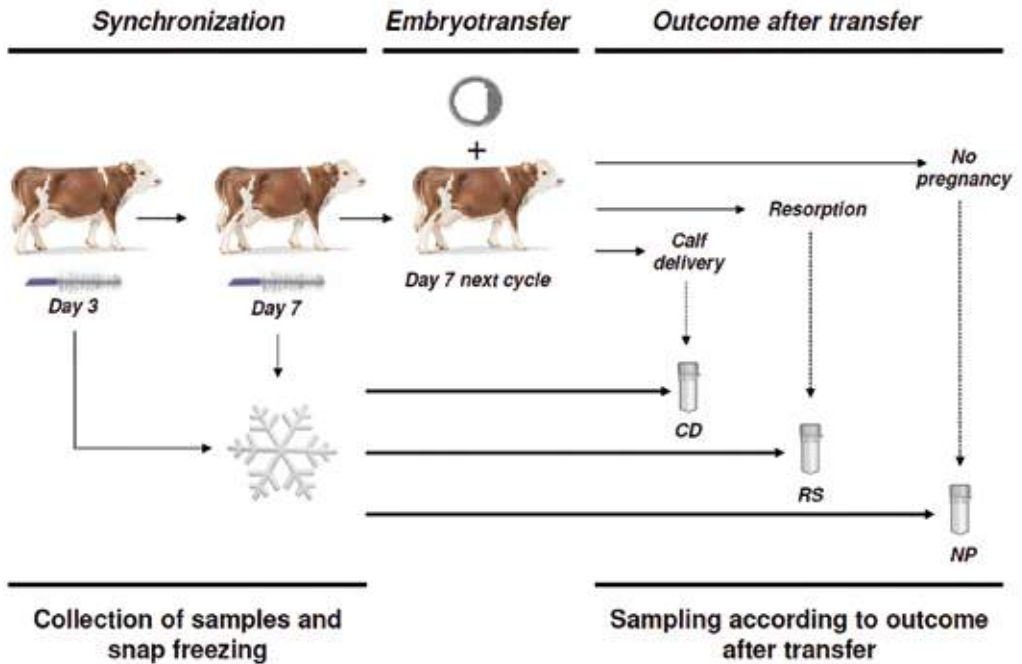 Synchronization
Embryotransfer
Outcome after transfer
+
No
pregnancy
Resorption
Calf
delivery
Day 3
Day 7
Day 7 next cycle
CD
RS
NP
Collection of samples and
snap freezing
Sampling according to outcome
after transfer